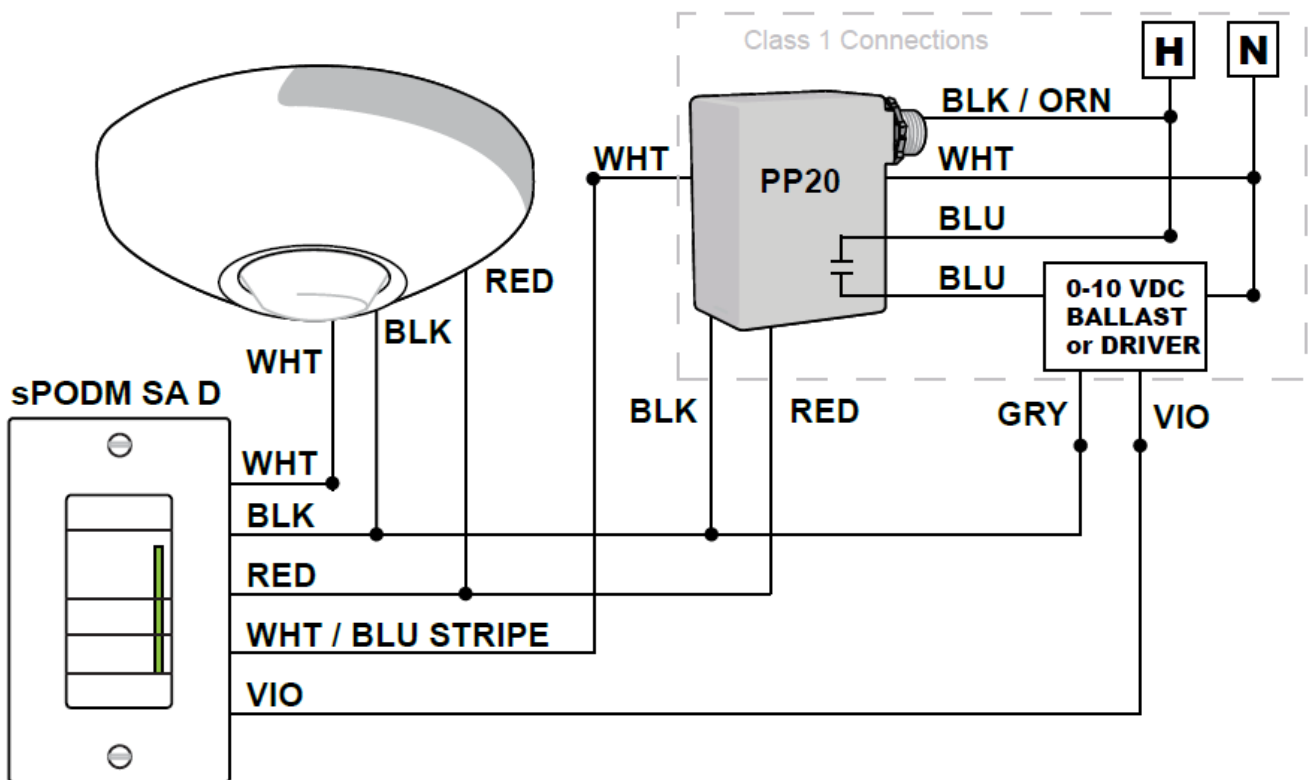 Class 1 Connections
H
N
BLK / ORN
WHT
WHT
PP20
BLU
RED
BLU
0-10 VDC
BALLAST
or DRIVER
BLK
WHT
sPODM SA D
BLK
RED
GRY
VIO
WHT
BLK
RED
WHT / BLU STRIPE
VIO